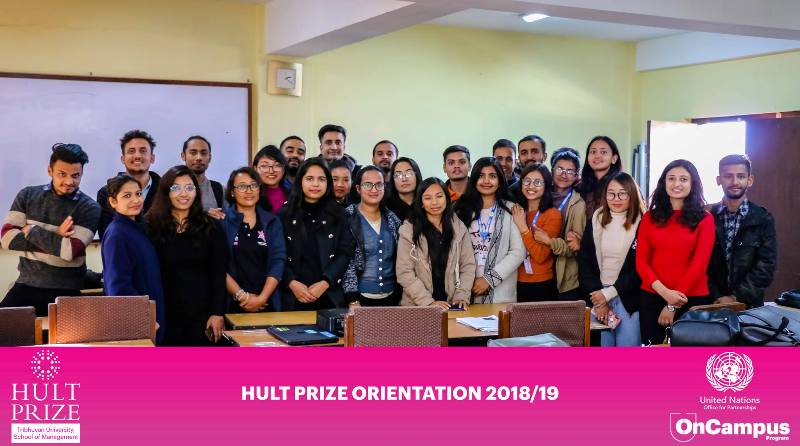 HULT
PRIZE
Tribhuvan University,
School of Management
HULT PRIZE ORIENTATION 2018/19
United Nations
Office for Partnerships
OnCampus
Program